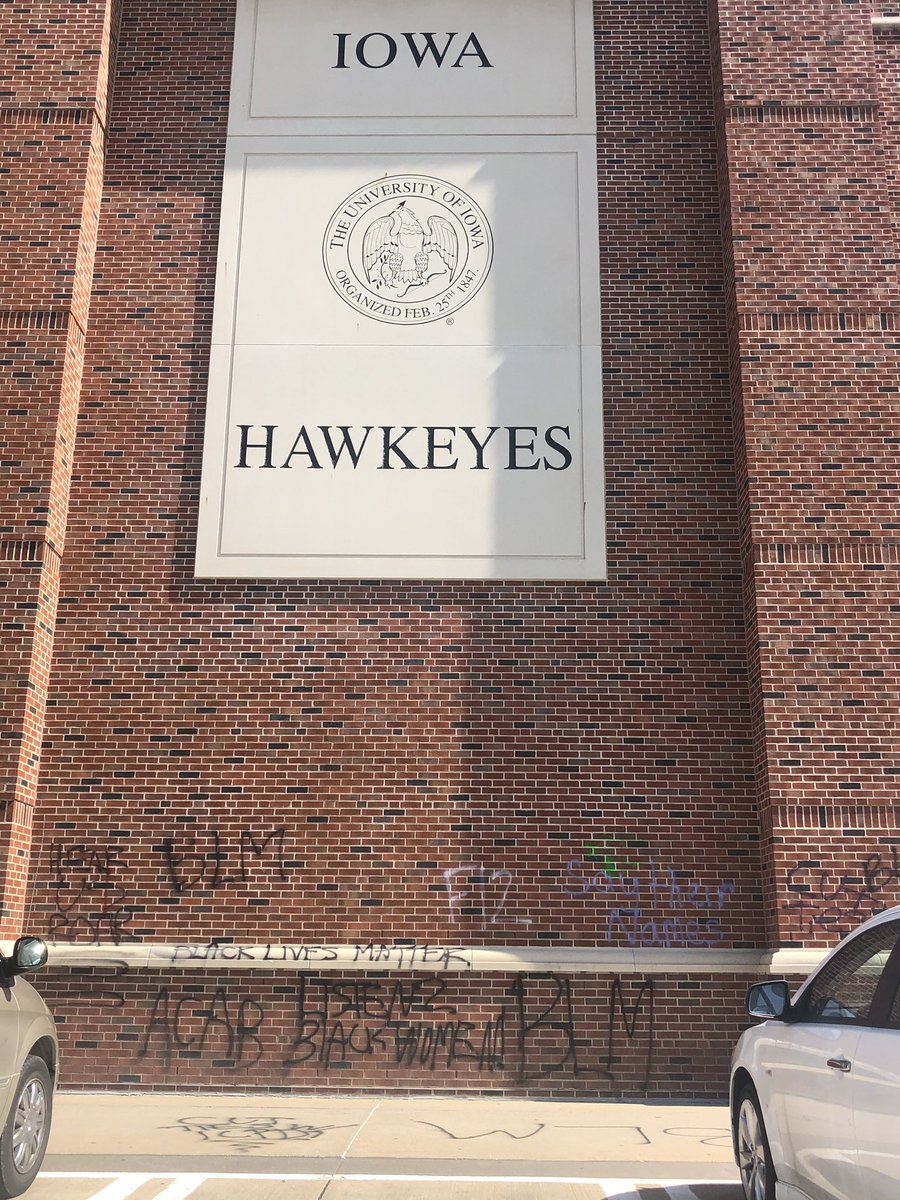 IOWA
THE UNIVERSITY OF IOWA
ORGANIZED FEB. 25TH 1847.
®
HAWKEYES
BLM
F12
Say their
Names
BLACK LIVES MATTER
ACAB
LISTEN 2
BLACK WOMEN
BLM